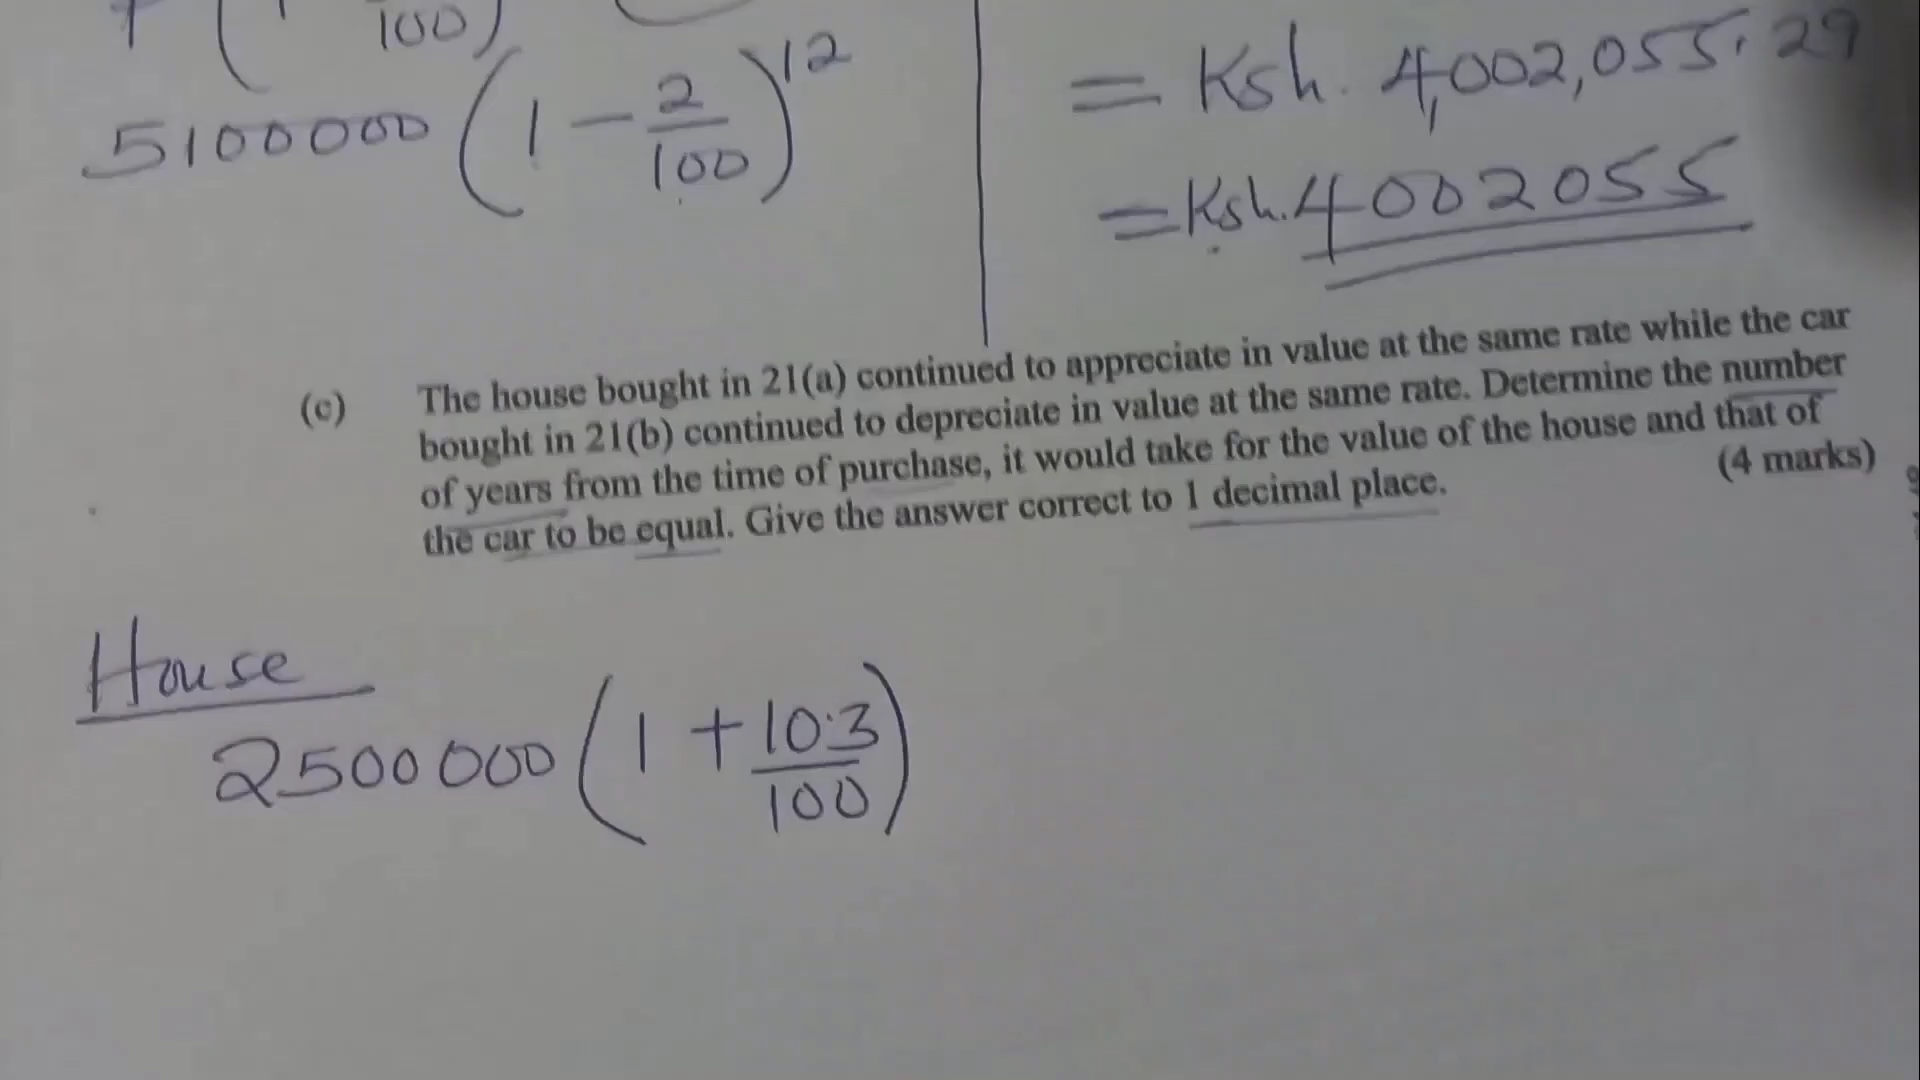 100)
5100000 (1 - 2/100)^12
= Ksh. 4,002,055.29
= Ksh. 4002055
(c) The house bought in 21(a) continued to appreciate in value at the same rate while the car
bought in 21(b) continued to depreciate in value at the same rate. Determine the number
of years from the time of purchase, it would take for the value of the house and that of
the car to be equal. Give the answer correct to 1 decimal place. (4 marks)
House
2500000 (1 + 10.3/100)